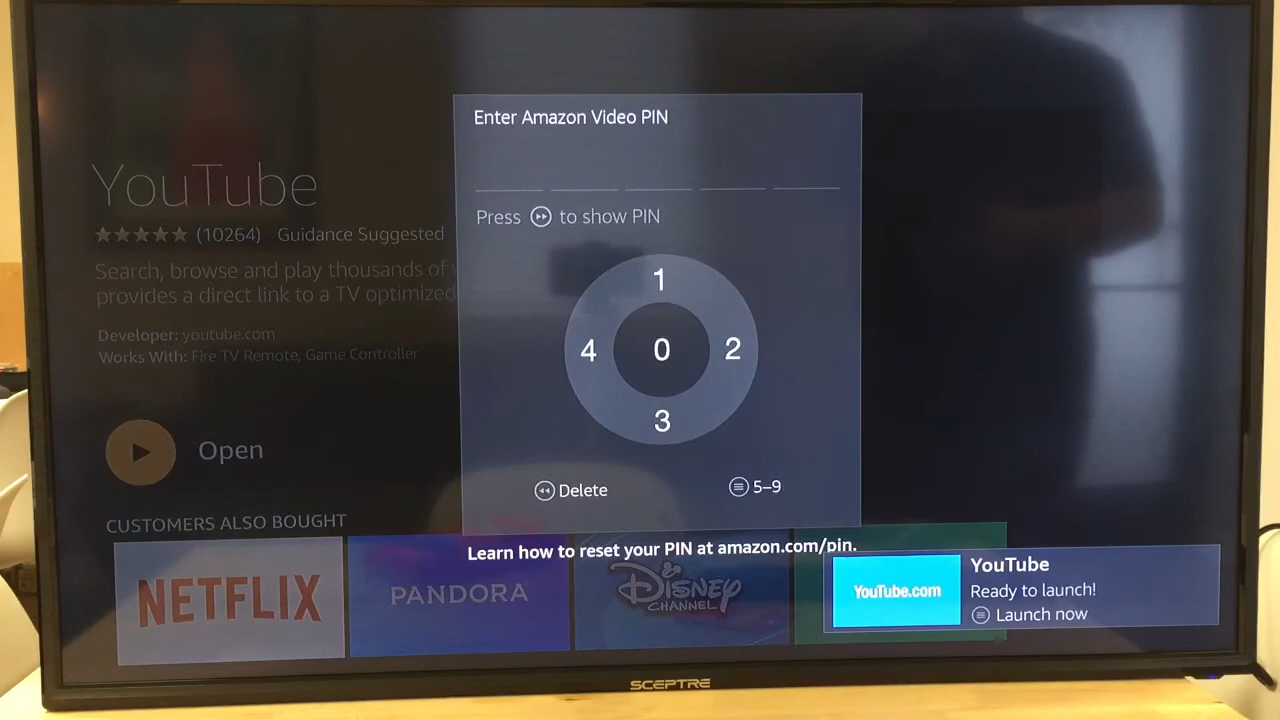 Enter Amazon Video PIN
Press to show PIN
1
4 0 2
3
Delete 5–9
Learn how to reset your PIN at amazon.com/pin.
YouTube
(10264) Guidance Suggested
Search, browse and play thousands of
provides a direct link to a TV optimized
Developer: youtube.com
Works With: Fire TV Remote, Game Controller
Open
CUSTOMERS ALSO BOUGHT
NETFLIX
PANDORA
Disney
CHANNEL
YouTube.com
YouTube
Ready to launch!
Launch now
SCEPTRE